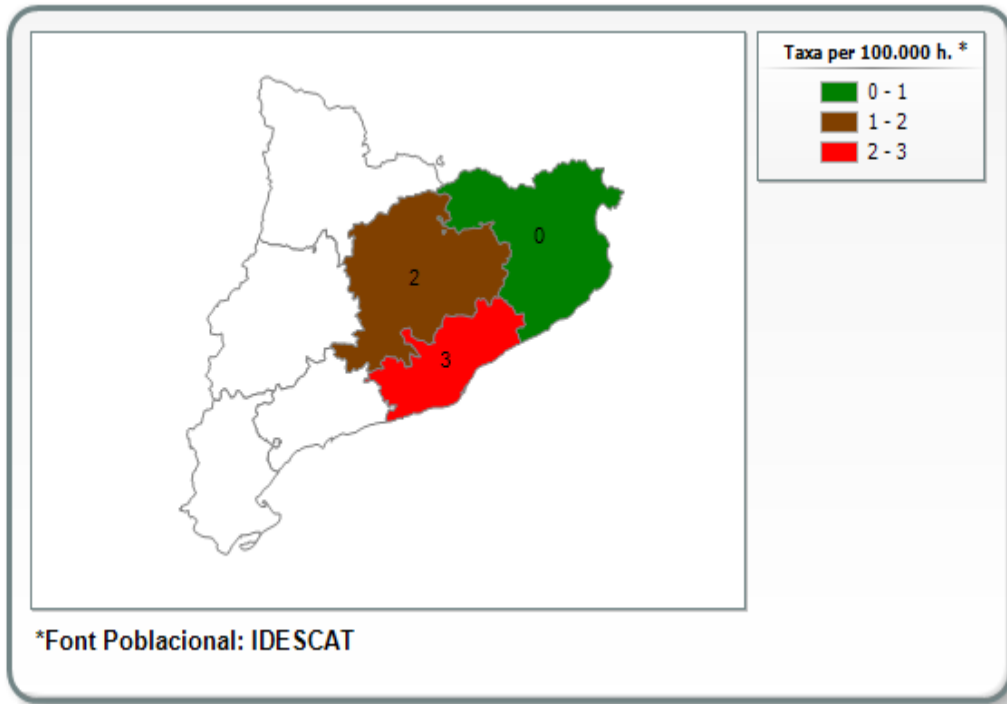 Taxa per 100.000 h. *
0 - 1
1 - 2
2 - 3
0
2
3
*Font Poblacional: IDESCAT